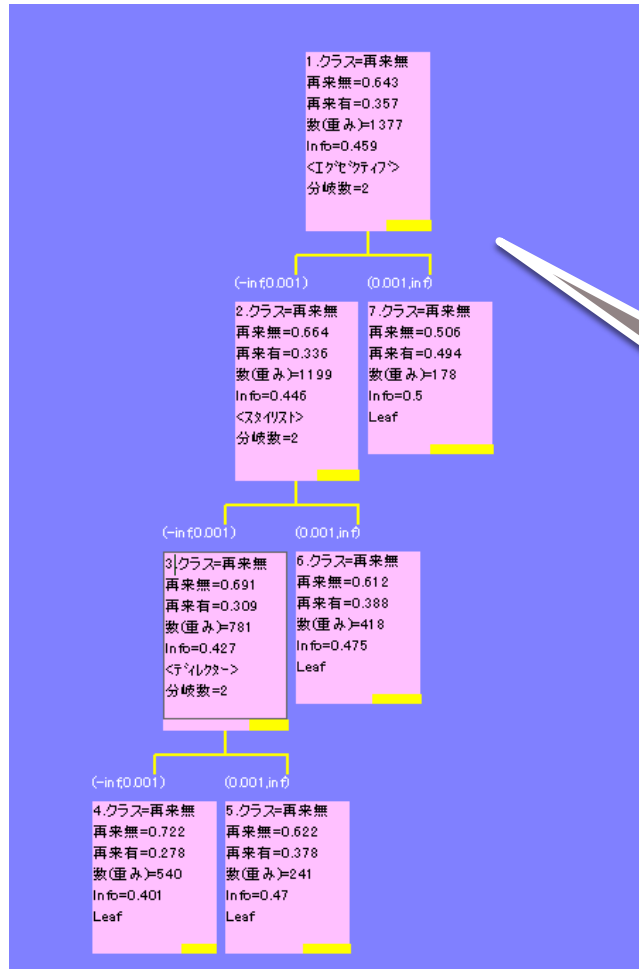 1.クラス=再来無
再来無=0.643
再来有=0.357
数(重み)=1377
Info=0.459
<ｴｸﾞｾﾞｸﾃｨﾌﾞ>
分岐数=2
(-inf,0.001)
(0.001,inf)
2.クラス=再来無
再来無=0.664
再来有=0.336
数(重み)=1199
Info=0.446
<ｽﾀｲﾘｽﾄ>
分岐数=2
7.クラス=再来無
再来無=0.506
再来有=0.494
数(重み)=178
Info=0.5
Leaf
(-inf,0.001)
(0.001,inf)
3.クラス=再来無
再来無=0.691
再来有=0.309
数(重み)=781
Info=0.427
<ﾃﾞｨﾚｸﾀｰ>
分岐数=2
6.クラス=再来無
再来無=0.612
再来有=0.388
数(重み)=418
Info=0.475
Leaf
(-inf,0.001)
(0.001,inf)
4.クラス=再来無
再来無=0.722
再来有=0.278
数(重み)=540
Info=0.401
Leaf
5.クラス=再来無
再来無=0.622
再来有=0.378
数(重み)=241
Info=0.47
Leaf